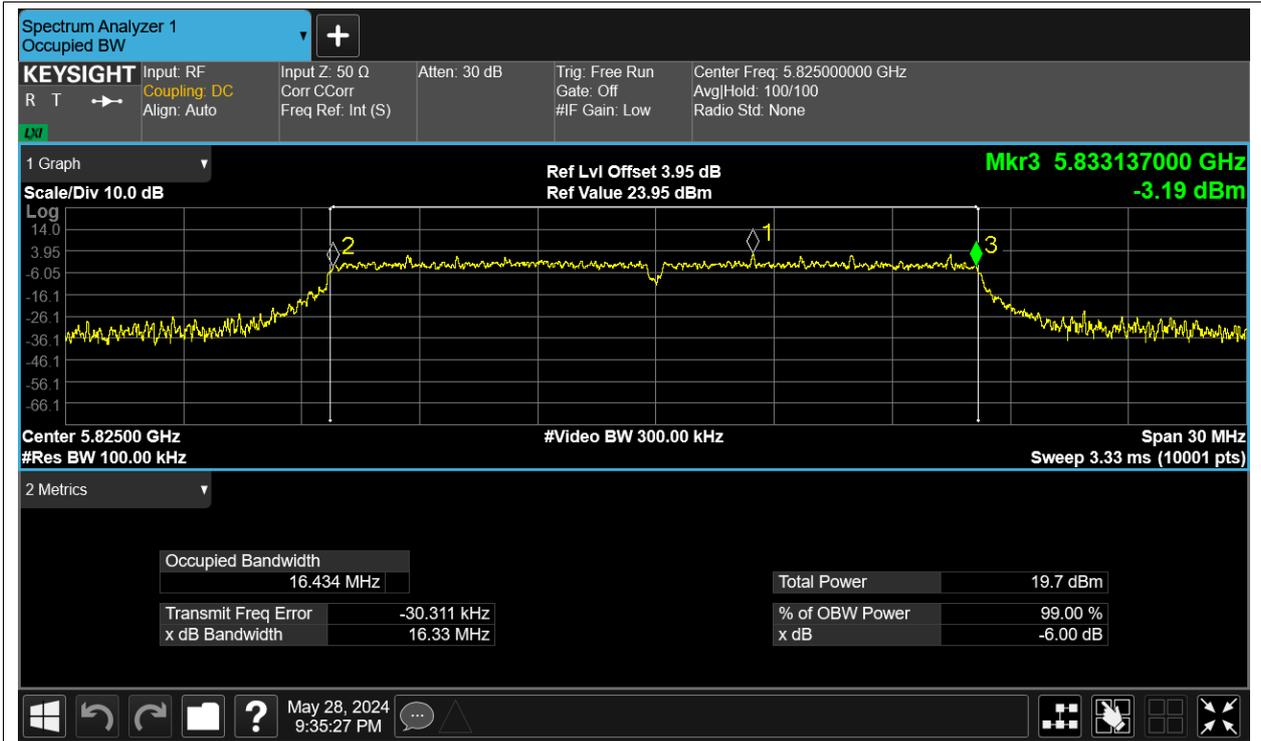 Spectrum Analyzer 1
Occupied BW
KEYSIGHT
R T
LXI
Input: RF
Coupling: DC
Align: Auto
Input Z: 50 Ω
Corr CCorr
Freq Ref: Int (S)
Atten: 30 dB
Trig: Free Run
Gate: Off
#IF Gain: Low
Center Freq: 5.825000000 GHz
Avg|Hold: 100/100
Radio Std: None
1 Graph
Scale/Div 10.0 dB
Ref Lvl Offset 3.95 dB
Ref Value 23.95 dBm
Mkr3 5.833137000 GHz
-3.19 dBm
Log
14.0
3.95
-6.05
-16.1
-26.1
-36.1
-46.1
-56.1
-66.1
2
1
3
Center 5.82500 GHz
#Res BW 100.00 kHz
#Video BW 300.00 kHz
Span 30 MHz
Sweep 3.33 ms (10001 pts)
2 Metrics
Occupied Bandwidth
16.434 MHz
Transmit Freq Error -30.311 kHz
x dB Bandwidth 16.33 MHz
Total Power 19.7 dBm
% of OBW Power 99.00 %
x dB -6.00 dB
?
May 28, 2024
9:35:27 PM